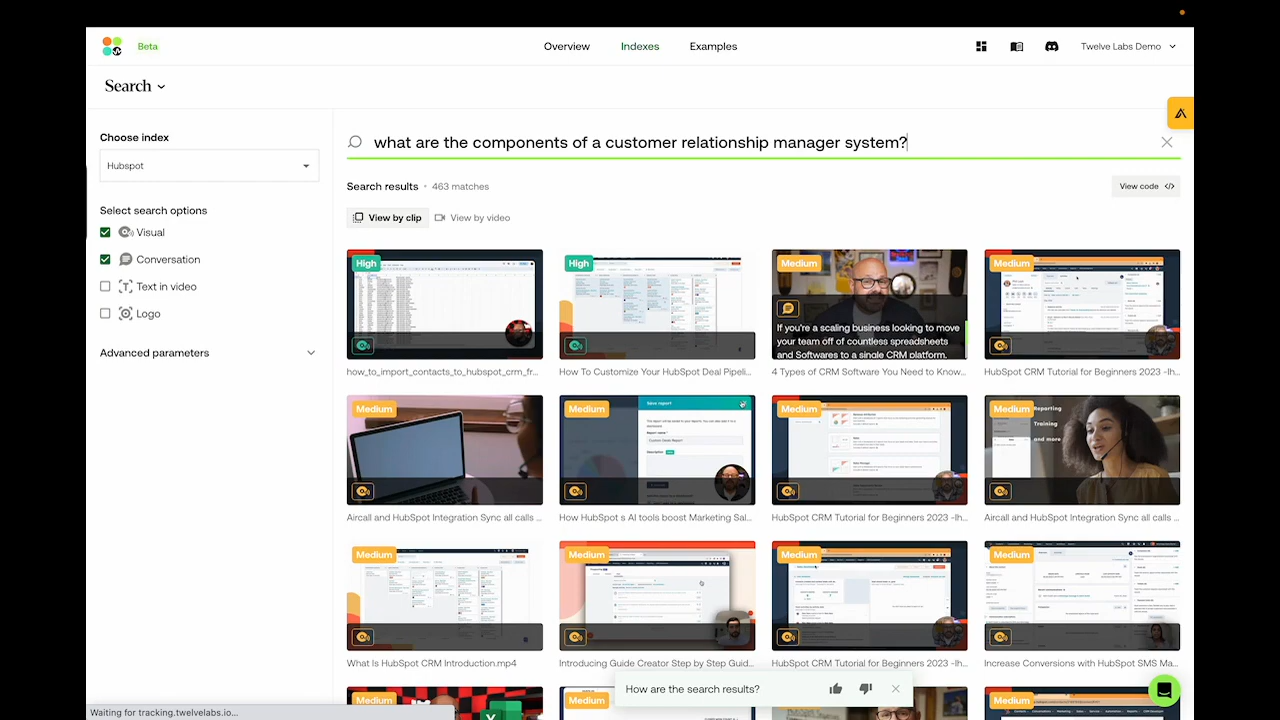 Beta
Overview
Indexes
Examples
Twelve Labs Demo
Search
Choose index
Hubspot
Select search options
Visual
Conversation
Text in video
Logo
Advanced parameters
what are the components of a customer relationship manager system?
Search results • 463 matches
View code </>
View by clip
View by video
High
High
Medium
Medium
If you're a scaling business looking to move
your team off of countless spreadsheets
and Softwares to a single CRM platform,
how_to_import_contacts_to_hubspot_crm_fr...
How To Customize Your HubSpot Deal Pipeli...
4 Types of CRM Software You Need to Know...
HubSpot CRM Tutorial for Beginners 2023 -lh...
Medium
Medium
Medium
Medium
Save report
Reporting
Training
and more
Aircall and HubSpot Integration Sync all calls ...
How HubSpot s AI tools boost Marketing Sal...
HubSpot CRM Tutorial for Beginners 2023 -lh...
Aircall and HubSpot Integration Sync all calls ...
Medium
Medium
Medium
Medium
What Is HubSpot CRM Introduction.mp4
Introducing Guide Creator Step by Step Guid...
HubSpot CRM Tutorial for Beginners 2023 -lh...
Increase Conversions with HubSpot SMS Ma...
Medium
Medium
Medium
Medium
How are the search results?
Waiting for tracking.twelvelabs.io...